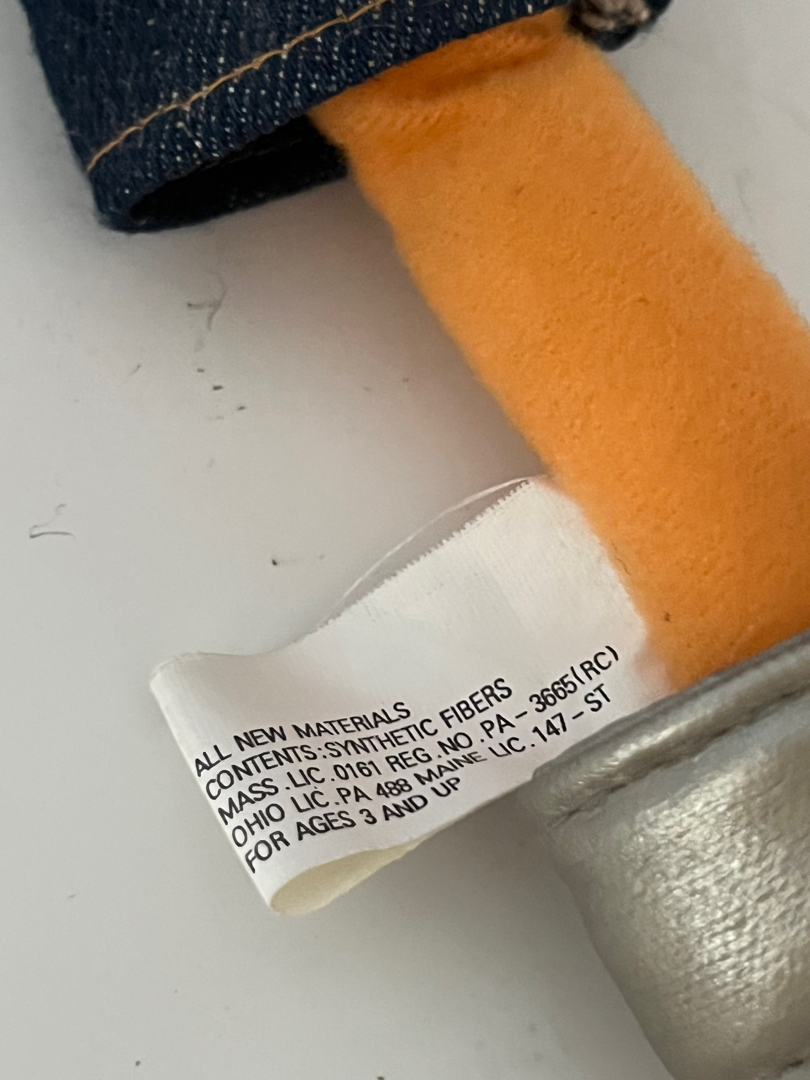 ALL NEW MATERIALS
CONTENTS:SYNTHETIC FIBERS
MASS.LIC.0161 REG.NO.PA-3665(RC)
OHIO LIC.PA 488 MAINE LIC.147-ST
FOR AGES 3 AND UP